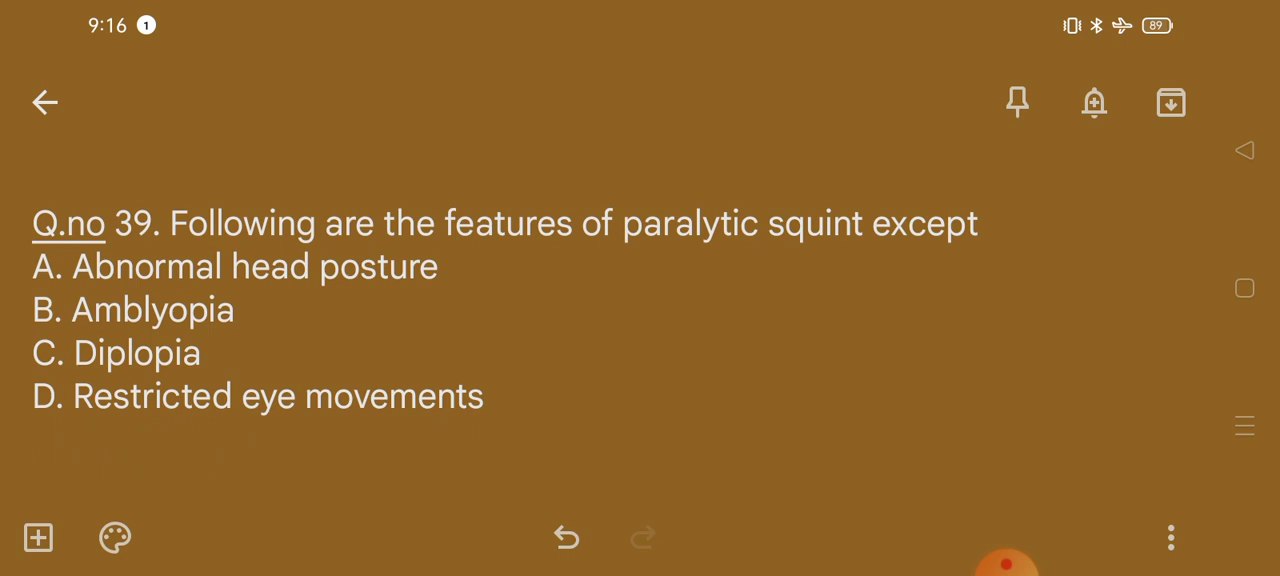 9:16 1 89
Q.no 39. Following are the features of paralytic squint except
A. Abnormal head posture
B. Amblyopia
C. Diplopia
D. Restricted eye movements